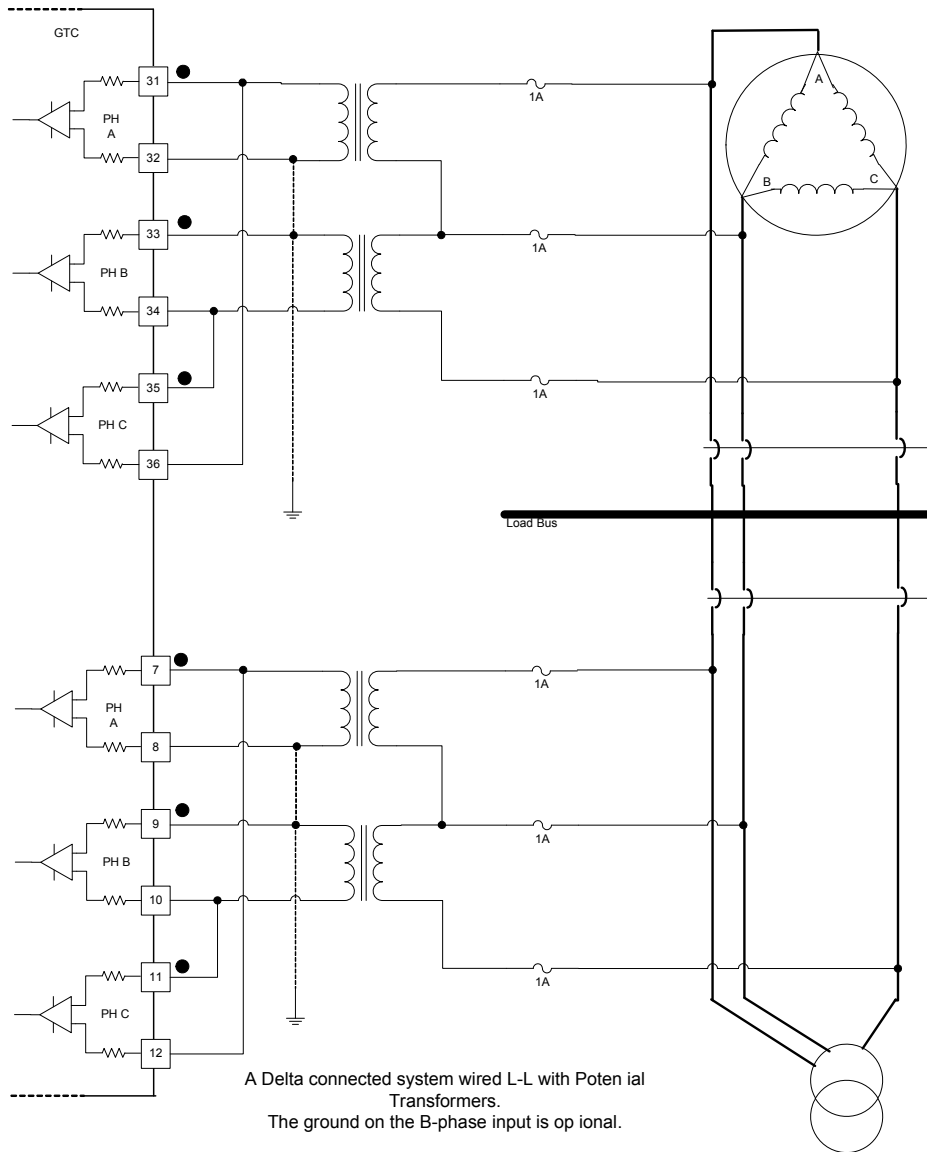 GTC
31
PH
A
32
33
PH B
34
35
PH C
36
1A
1A
1A
A
B
C
Load Bus
7
PH
A
8
9
PH B
10
11
PH C
12
1A
1A
1A
A Delta connected system wired L-L with Poten ial
Transformers.
The ground on the B-phase input is op ional.